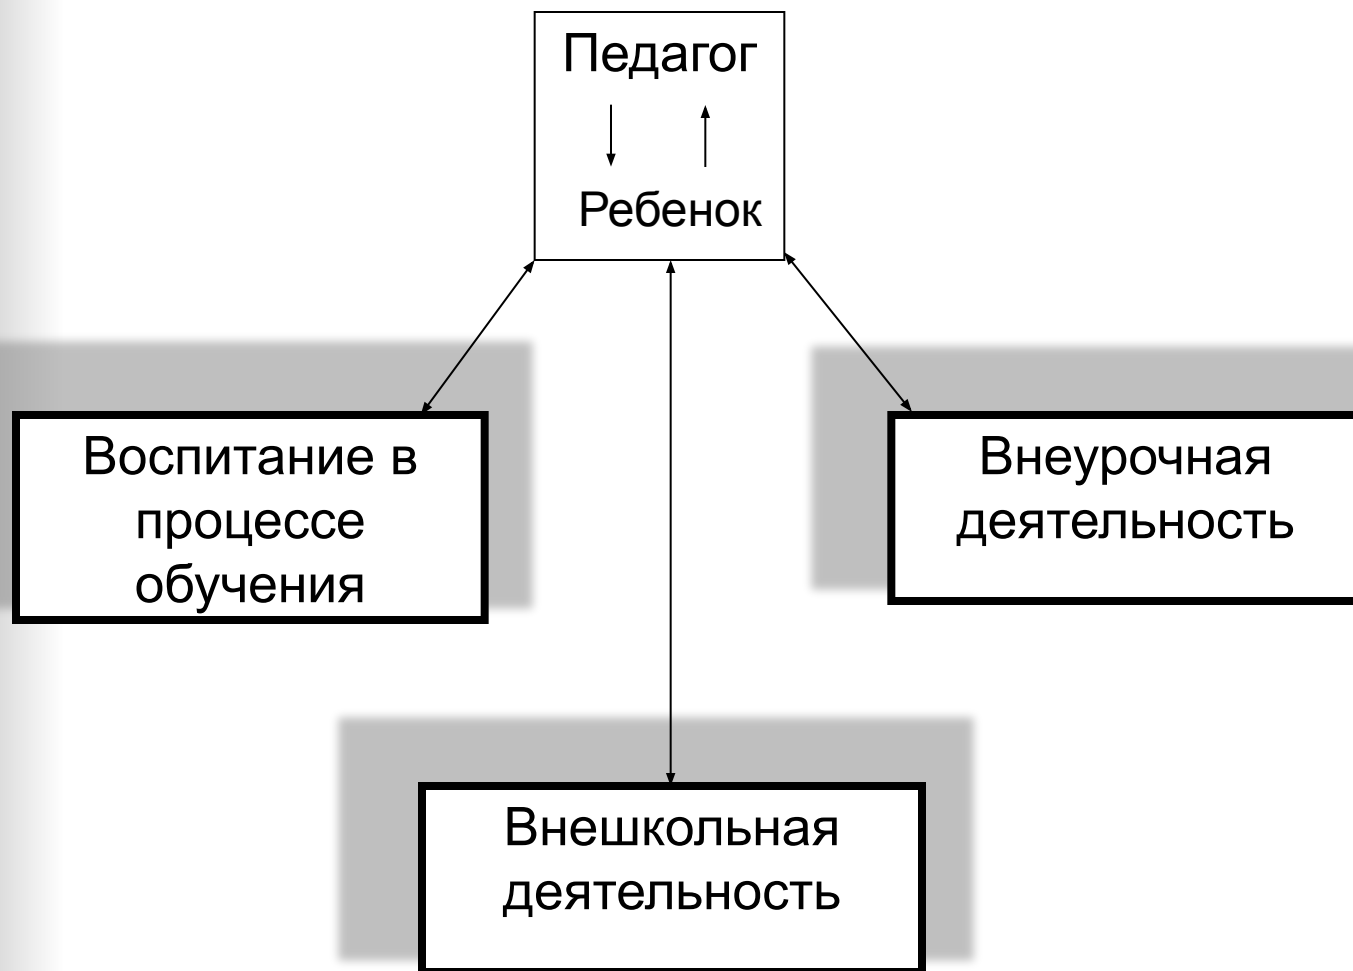 Педагог
Ребенок
Воспитание в
процессе
обучения
Внеурочная
деятельность
Внешкольная
деятельность